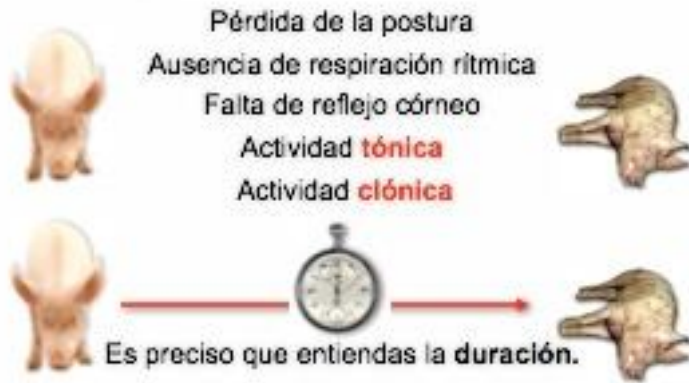 Pérdida de la postura
Ausencia de respiración rítmica
Falta de reflejo córneo
Actividad tónica
Actividad clónica
Es preciso que entiendas la duración.